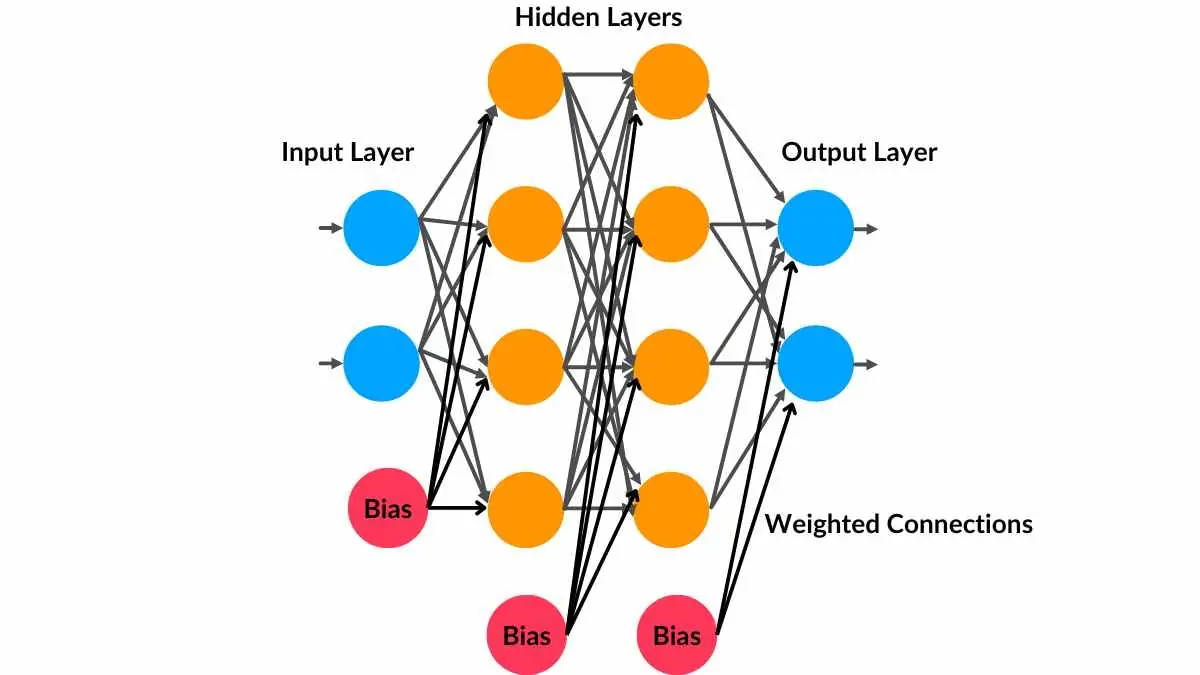 Hidden Layers
Input Layer
Output Layer
Bias
Weighted Connections
Bias
Bias